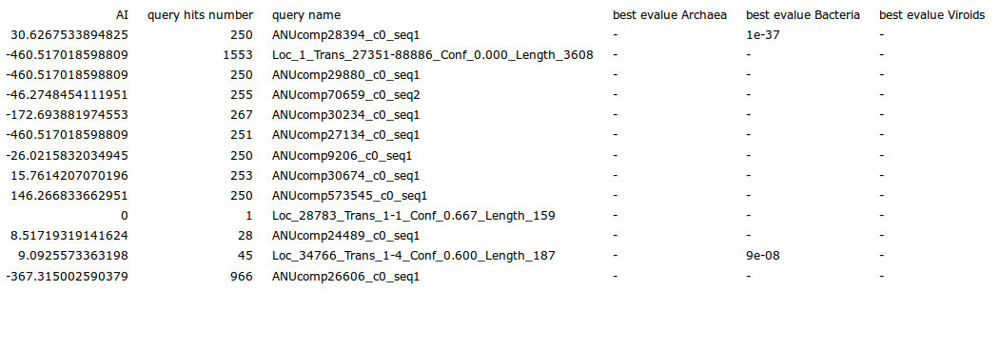 AI query hits number query name best evalue Archaea best evalue Bacteria best evalue Viroids
30.6267533894825 250 ANUcomp28394_c0_seq1 - 1e-37 -
-460.517018598809 1553 Loc_1_Trans_27351-88886_Conf_0.000_Length_3608 - - -
-460.517018598809 250 ANUcomp29880_c0_seq1 - - -
-46.2748454111951 255 ANUcomp70659_c0_seq2 - - -
-172.693881974553 267 ANUcomp30234_c0_seq1 - - -
-460.517018598809 251 ANUcomp27134_c0_seq1 - - -
-26.0215832034945 250 ANUcomp9206_c0_seq1 - - -
15.7614207070196 253 ANUcomp30674_c0_seq1 - - -
146.266833662951 250 ANUcomp573545_c0_seq1 - - -
0 1 Loc_28783_Trans_1-1_Conf_0.667_Length_159 - - -
8.51719319141624 28 ANUcomp24489_c0_seq1 - - -
9.0925573363198 45 Loc_34766_Trans_1-4_Conf_0.600_Length_187 - 9e-08 -
-367.315002590379 966 ANUcomp26606_c0_seq1 - - -